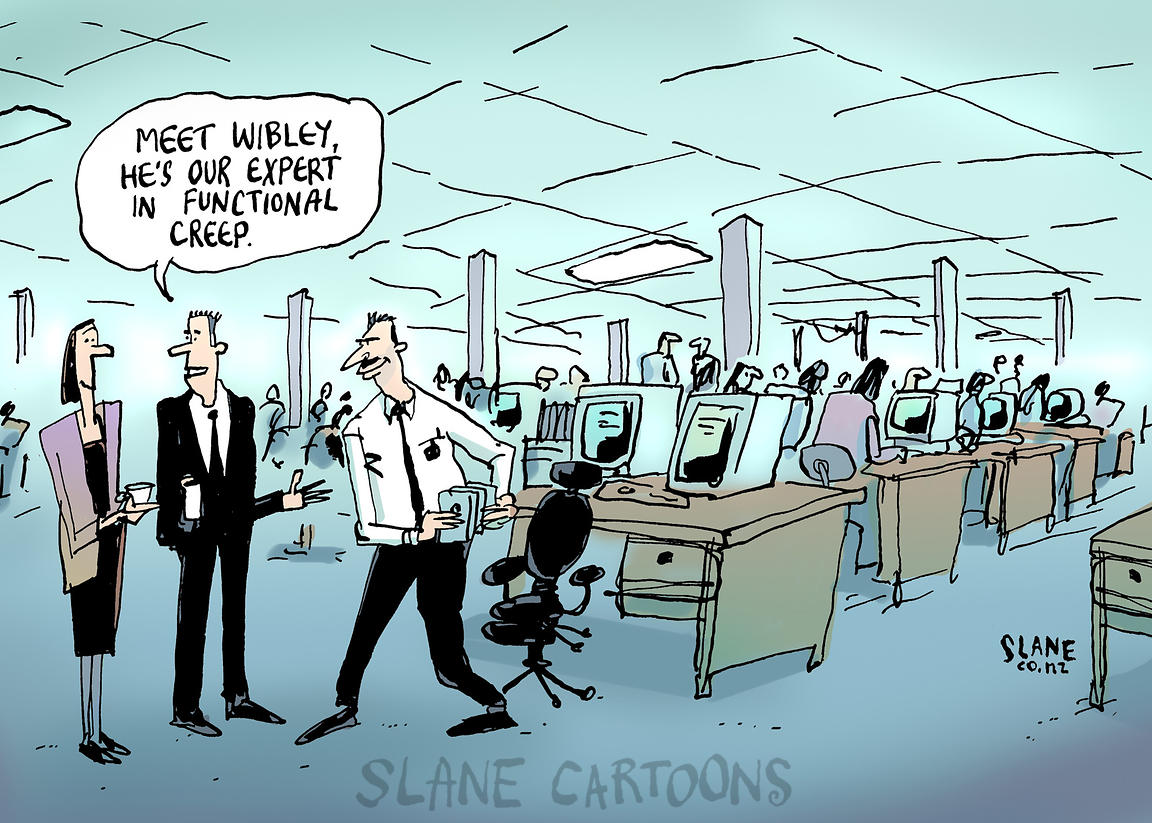 MEET WIBLEY,
HE'S OUR EXPERT
IN FUNCTIONAL
CREEP.
SLANE
CO.NZ
SLANE CARTOONS